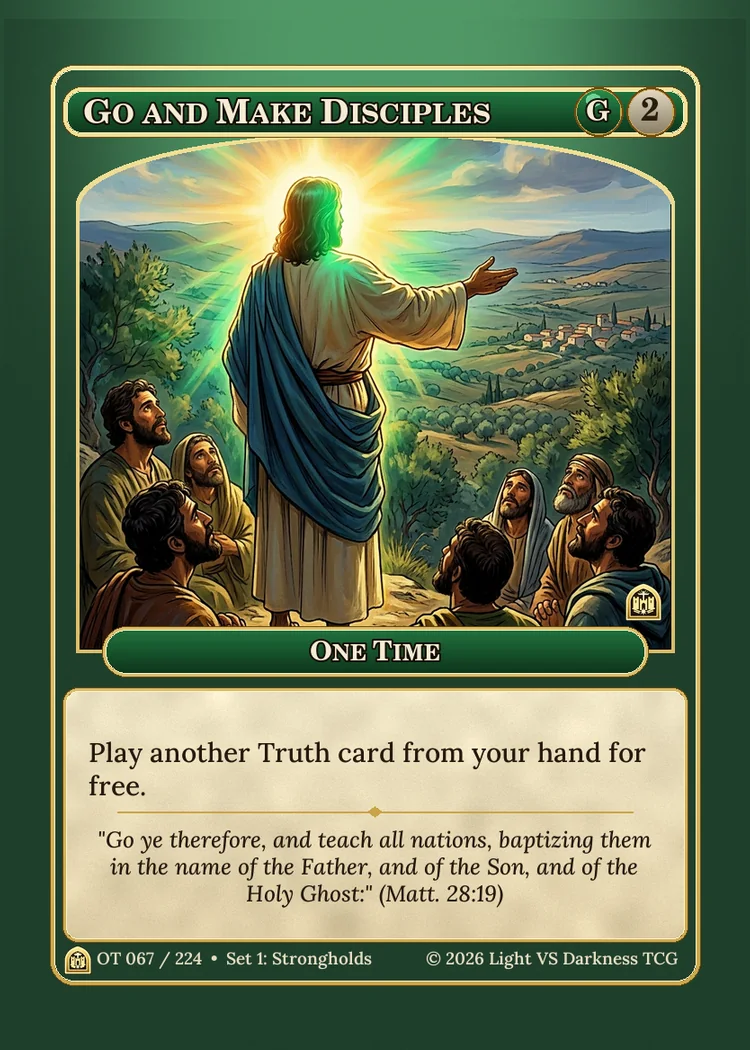 Go and Make Disciples G 2
One Time
Play another Truth card from your hand for
free.
"Go ye therefore, and teach all nations, baptizing them
in the name of the Father, and of the Son, and of the
Holy Ghost:" (Matt. 28:19)
OT 067 / 224 • Set 1: Strongholds © 2026 Light VS Darkness TCG